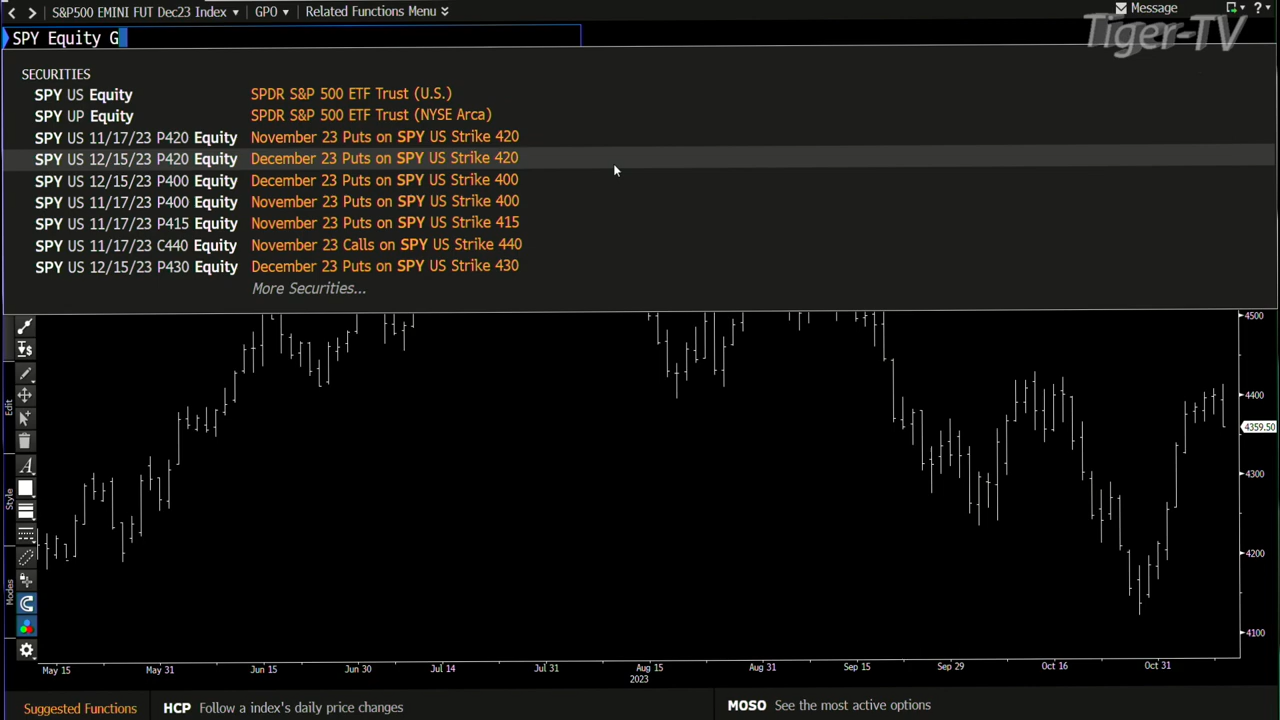 S&P500 EMINI FUT Dec23 Index GPO Related Functions Menu Message ?
Tiger-TV
SPY Equity G
SECURITIES
SPY US Equity SPDR S&P 500 ETF Trust (U.S.)
SPY UP Equity SPDR S&P 500 ETF Trust (NYSE Arca)
SPY US 11/17/23 P420 Equity November 23 Puts on SPY US Strike 420
SPY US 12/15/23 P420 Equity December 23 Puts on SPY US Strike 420
SPY US 12/15/23 P400 Equity December 23 Puts on SPY US Strike 400
SPY US 11/17/23 P400 Equity November 23 Puts on SPY US Strike 400
SPY US 11/17/23 P415 Equity November 23 Puts on SPY US Strike 415
SPY US 11/17/23 C440 Equity November 23 Calls on SPY US Strike 440
SPY US 12/15/23 P430 Equity December 23 Puts on SPY US Strike 430
More Securities...
4500
4400
4359.50
4300
4200
4100
Edit
Style
Modes
May 15 May 31 Jun 15 Jun 30 Jul 14 Jul 31 Aug 15 Aug 31 Sep 15 Sep 29 Oct 16 Oct 31
2023
Suggested Functions HCP Follow a index's daily price changes MOSO See the most active options